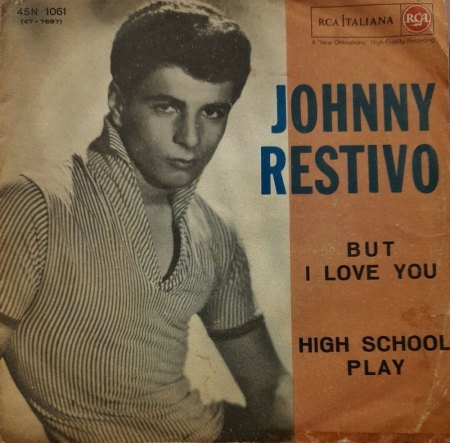 45N 1061
(47-7697)
RCA ITALIANA RCA
A "New Orthophonic" High Fidelity Recording
JOHNNY
RESTIVO
BUT
I LOVE YOU
HIGH SCHOOL
PLAY